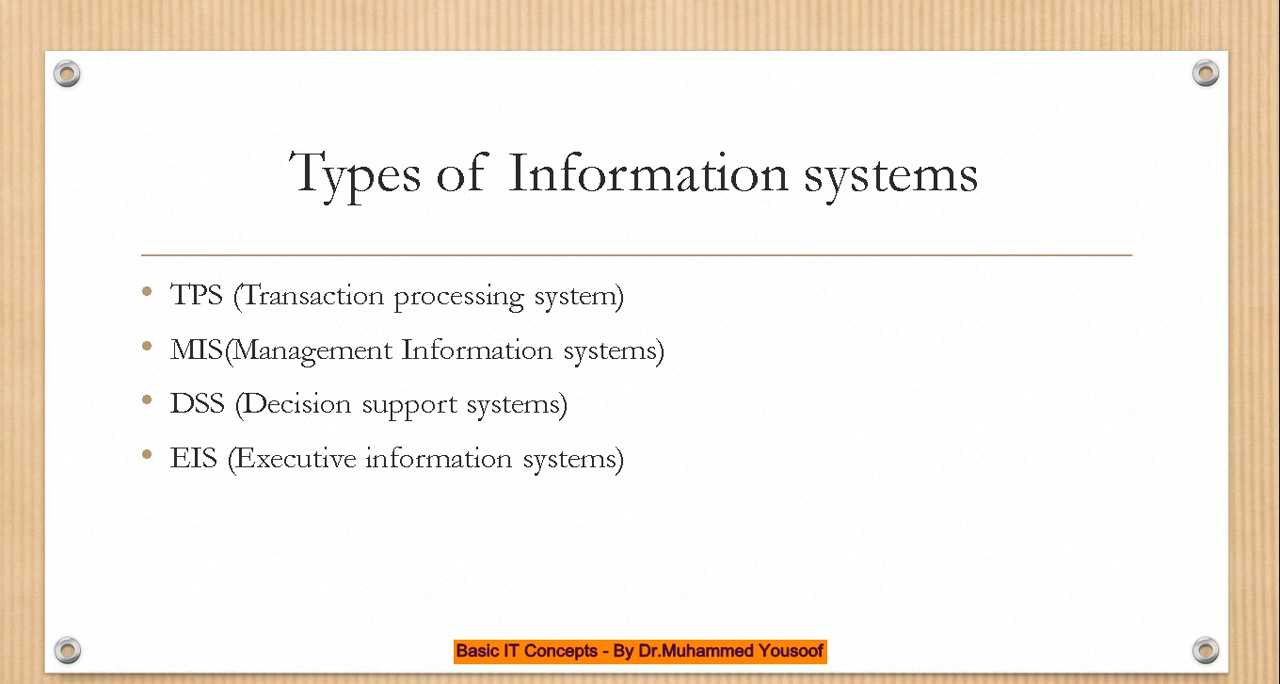 Types of Information systems
• TPS (Transaction processing system)
• MIS(Management Information systems)
• DSS (Decision support systems)
• EIS (Executive information systems)
Basic IT Concepts - By Dr.Muhammed Yousoof